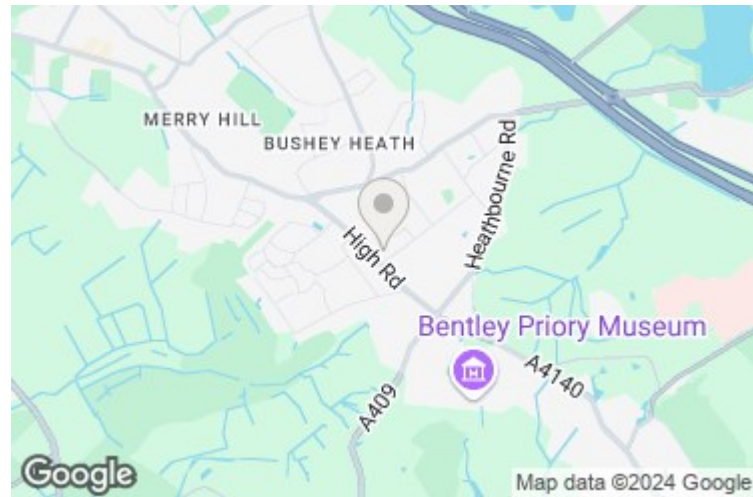 MERRY HILL
BUSHEY HEATH
Heathbourne Rd
High Rd
Bentley Priory Museum
A4140
A409
Google
Map data ©2024 Google